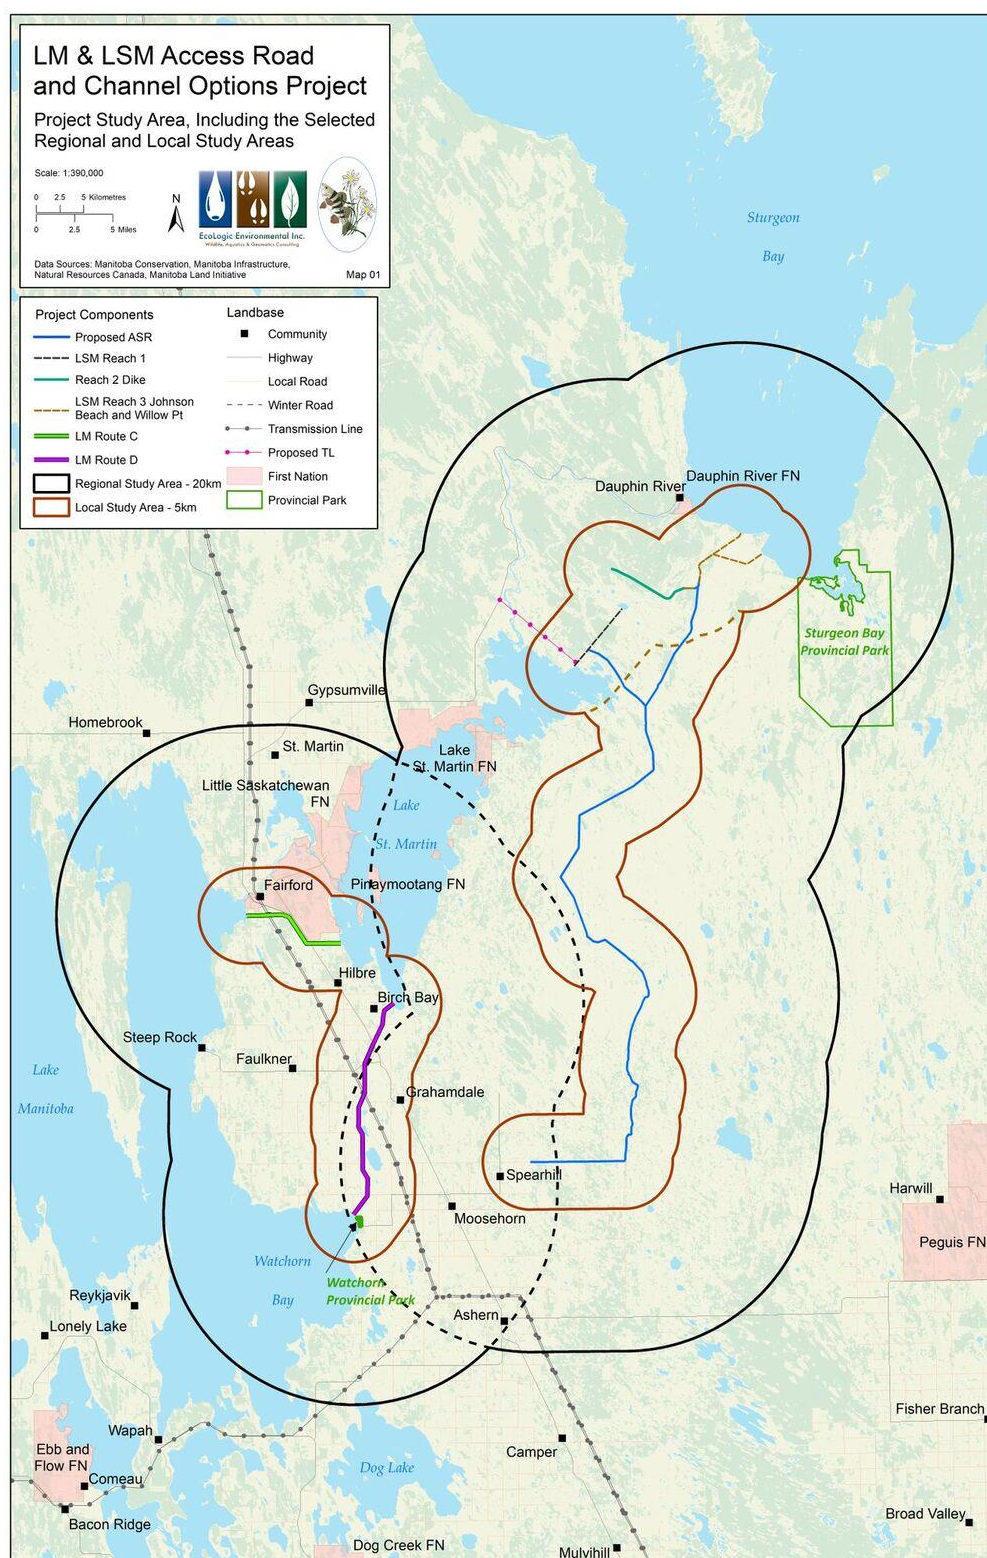 LM & LSM Access Road
and Channel Options Project
Project Study Area, Including the Selected
Regional and Local Study Areas
Scale: 1:390,000
0 2.5 5 Kilometres
0 2.5 5 Miles
N
EcoLogic Environmental Inc.
Wildlife, Aquatics & Geomatics Consulting
Data Sources: Manitoba Conservation, Manitoba Infrastructure,
Natural Resources Canada, Manitoba Land Initiative
Map 01
Project Components
Proposed ASR
LSM Reach 1
Reach 2 Dike
LSM Reach 3 Johnson
Beach and Willow Pt
LM Route C
LM Route D
Regional Study Area - 20km
Local Study Area - 5km
Landbase
Community
Highway
Local Road
Winter Road
Transmission Line
Proposed TL
First Nation
Provincial Park
Sturgeon
Bay
Dauphin River FN
Dauphin River
Sturgeon Bay
Provincial Park
Gypsumville
Homebrook
St. Martin
Lake
St. Martin FN
Little Saskatchewan
FN
Lake
St. Martin
Pinaymootang FN
Fairford
Hilbre
Birch Bay
Steep Rock
Faulkner
Lake
Manitoba
Grahamdale
Spearhill
Moosehorn
Harwill
Peguis FN
Watchorn
Bay
Watchorn
Provincial Park
Reykjavik
Lonely Lake
Ashern
Fisher Branch
Wapah
Ebb and
Flow FN
Comeau
Bacon Ridge
Camper
Dog Lake
Broad Valley
Dog Creek FN
Mulvihill